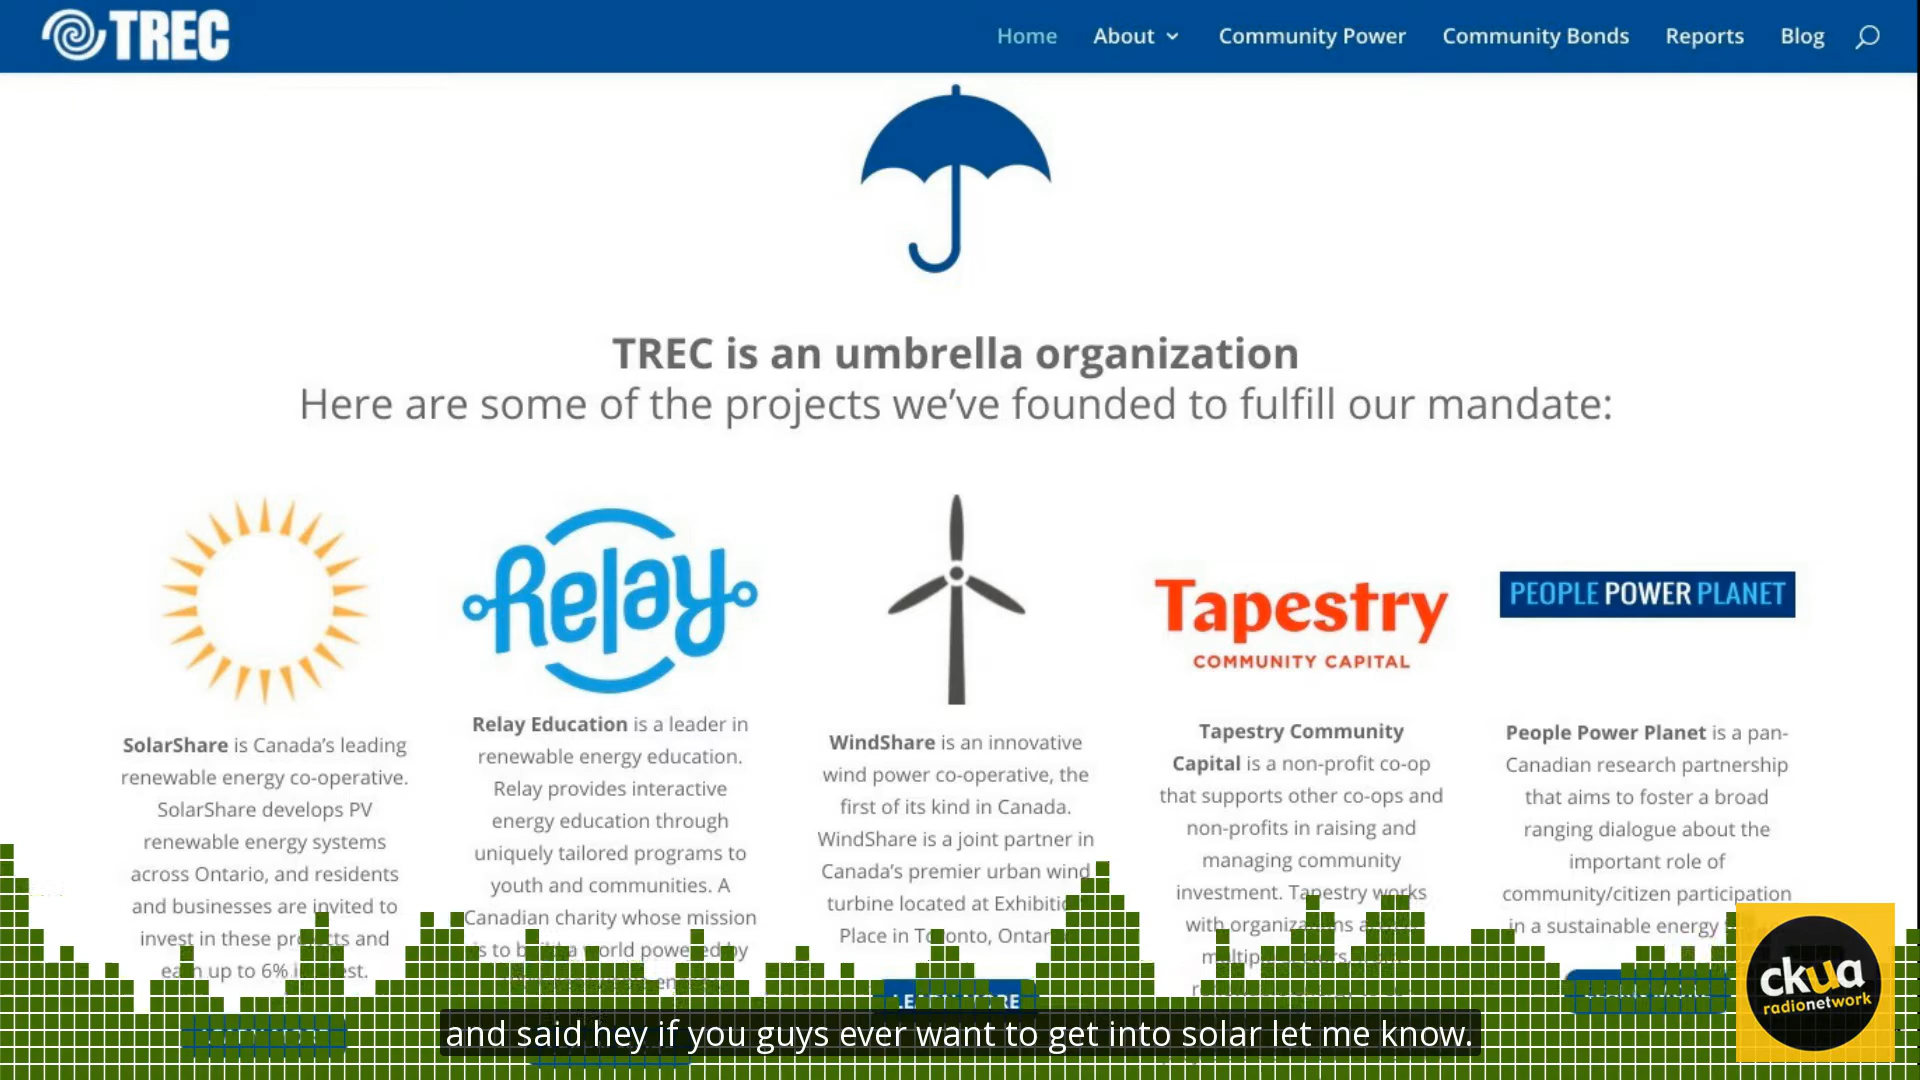 TREC
Home
About
Community Power
Community Bonds
Reports
Blog
TREC is an umbrella organization
Here are some of the projects we've founded to fulfill our mandate:
Relay
Tapestry
COMMUNITY CAPITAL
PEOPLE POWER PLANET
SolarShare is Canada's leading
renewable energy co-operative.
SolarShare develops PV
renewable energy systems
across Ontario, and residents
and businesses are invited to
invest in these projects and
earn up to 6% interest.
Relay Education is a leader in
renewable energy education.
Relay provides interactive
energy education through
uniquely tailored programs to
youth and communities. A
Canadian charity whose mission
is to build a world powered by
WindShare is an innovative
wind power co-operative, the
first of its kind in Canada.
WindShare is a joint partner in
Canada's premier urban wind
turbine located at Exhibition
Place in Toronto, Ontario.
LEARN MORE
Tapestry Community
Capital is a non-profit co-op
that supports other co-ops and
non-profits in raising and
managing community
investment. Tapestry works
with organizations
People Power Planet is a pan-
Canadian research partnership
that aims to foster a broad
ranging dialogue about the
important role of
community/citizen participation
in a sustainable energy
ckua
radionetwork
and said hey if you guys ever want to get into solar let me know.